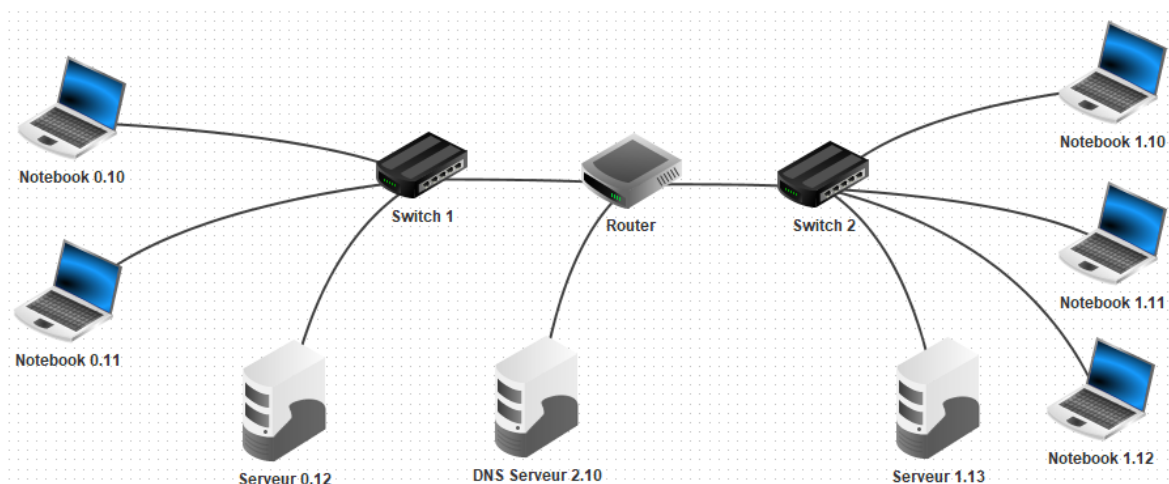 Notebook 0.10
Switch 1
Router
Switch 2
Notebook 1.10
Notebook 0.11
Notebook 1.11
Serveur 0.12
DNS Serveur 2.10
Serveur 1.13
Notebook 1.12